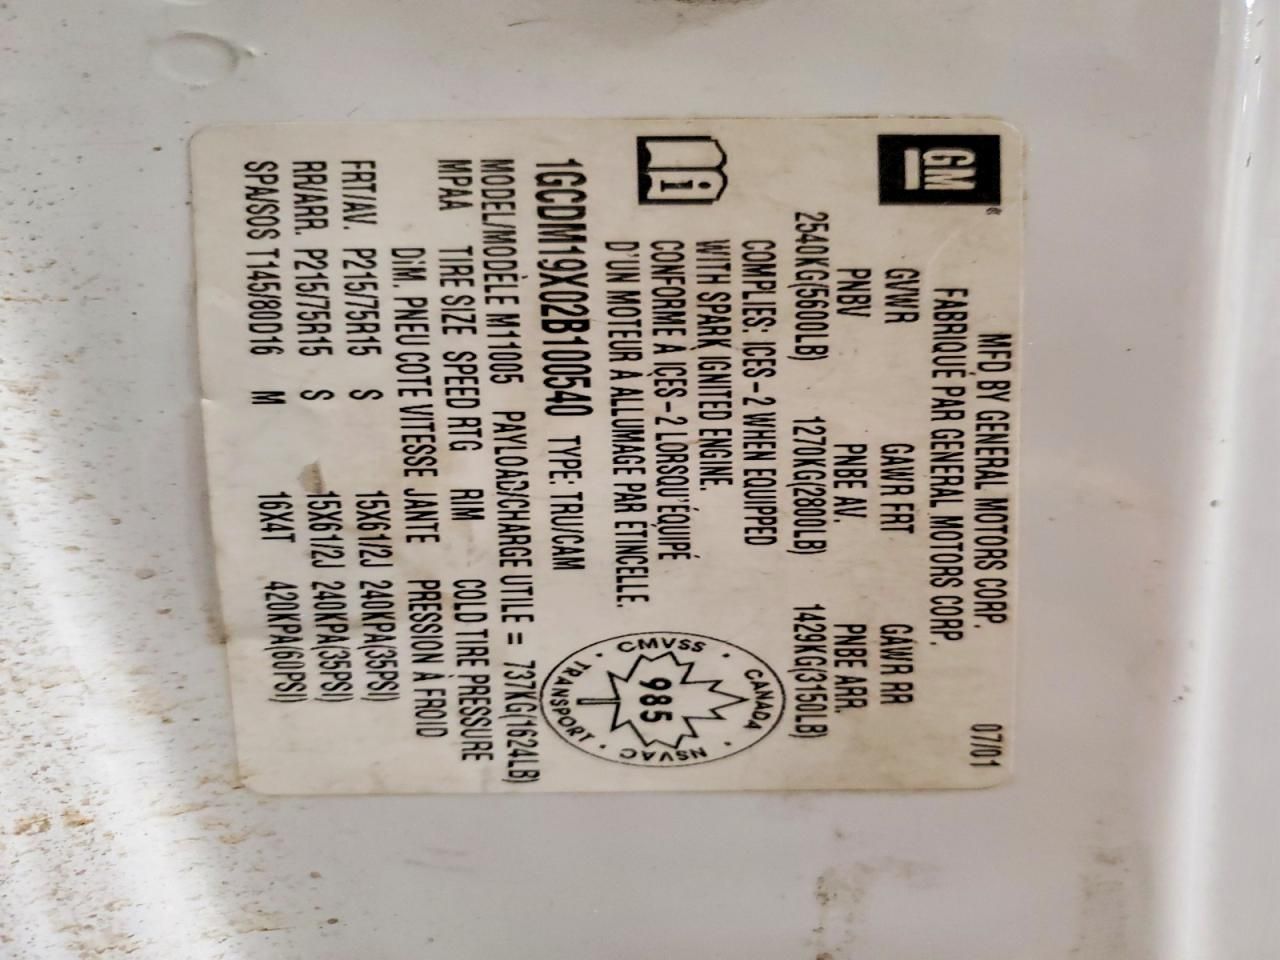 GM®
MFD BY GENERAL MOTORS CORP. 07/01
FABRIQUÉ PAR GENERAL MOTORS CORP.
GVWR GAWR FRT GAWR RR
PNBV PNBE AV. PNBE ARR.
2540KG(5600LB) 1270KG(2800LB) 1429KG(3150LB)
COMPLIES: ICES-2 WHEN EQUIPPED
WITH SPARK IGNITED ENGINE.
CONFORME À ICES-2 LORSQU'ÉQUIPÉ
D'UN MOTEUR À ALLUMAGE PAR ÉTINCELLE.
i
CANADA · NSVAC · TRANSPORT · CMVSS ·
985
1GCDM19X02B100540 TYPE: TRU/CAM
MODEL/MODÈLE M11005 PAYLOAD/CHARGE UTILE = 737KG(1624LB)
MPAA TIRE SIZE SPEED RTG RIM COLD TIRE PRESSURE
DIM. PNEU COTE VITESSE JANTE PRESSION À FROID
FRT/AV. P215/75R15 S 15X61/2J 240KPA(35PSI)
RR/ARR. P215/75R15 S 15X61/2J 240KPA(35PSI)
SPA/SOS T145/80D16 M 16X4T 420KPA(60PSI)